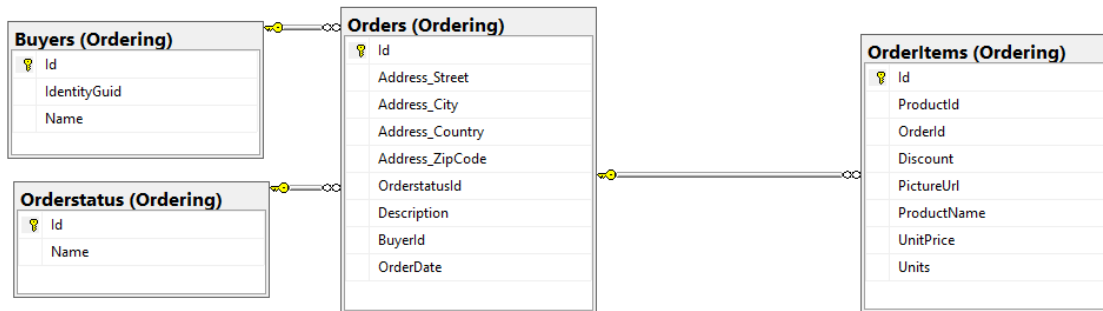 Buyers (Ordering)
Id
IdentityGuid
Name
Orderstatus (Ordering)
Id
Name
Orders (Ordering)
Id
Address_Street
Address_City
Address_Country
Address_ZipCode
OrderstatusId
Description
BuyerId
OrderDate
OrderItems (Ordering)
Id
ProductId
OrderId
Discount
PictureUrl
ProductName
UnitPrice
Units